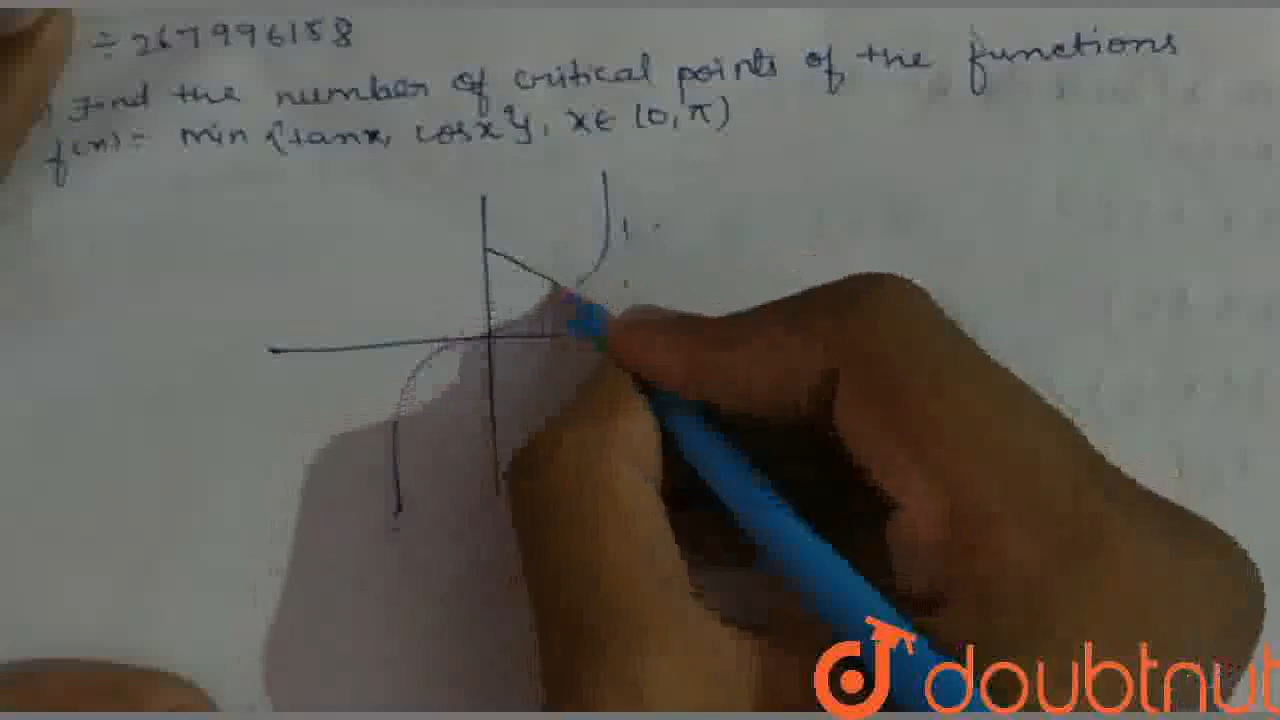 ÷ 267996158
Find the number of critical points of the functions
f(x) = min {tanx, cosx}, x ∈ (0, π)
doubtnut